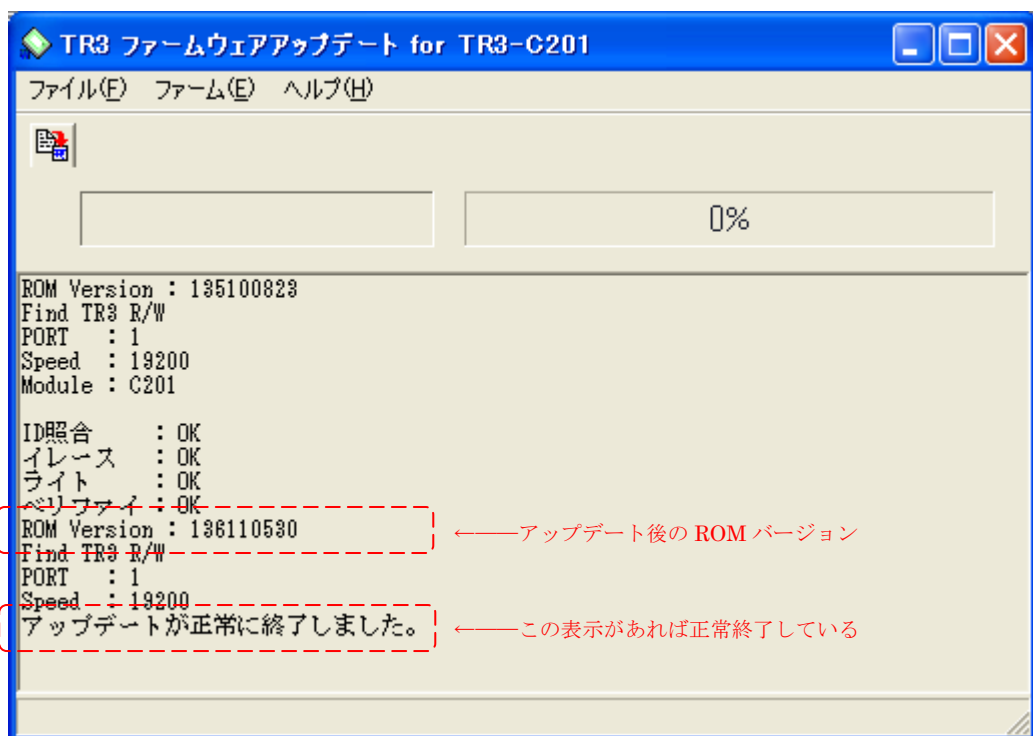 TR3 ファームウェアアップデート for TR3-C201
ファイル(F) ファーム(E) ヘルプ(H)
0%
ROM Version : 135100823
Find TR3 R/W
PORT : 1
Speed : 19200
Module : C201
ID照合 : OK
イレース : OK
ライト : OK
ベリファイ : OK
ROM Version : 136110530
←――アップデート後の ROM バージョン
Find TR3 R/W
PORT : 1
Speed : 19200
アップデートが正常に終了しました。
←――この表示があれば正常終了している